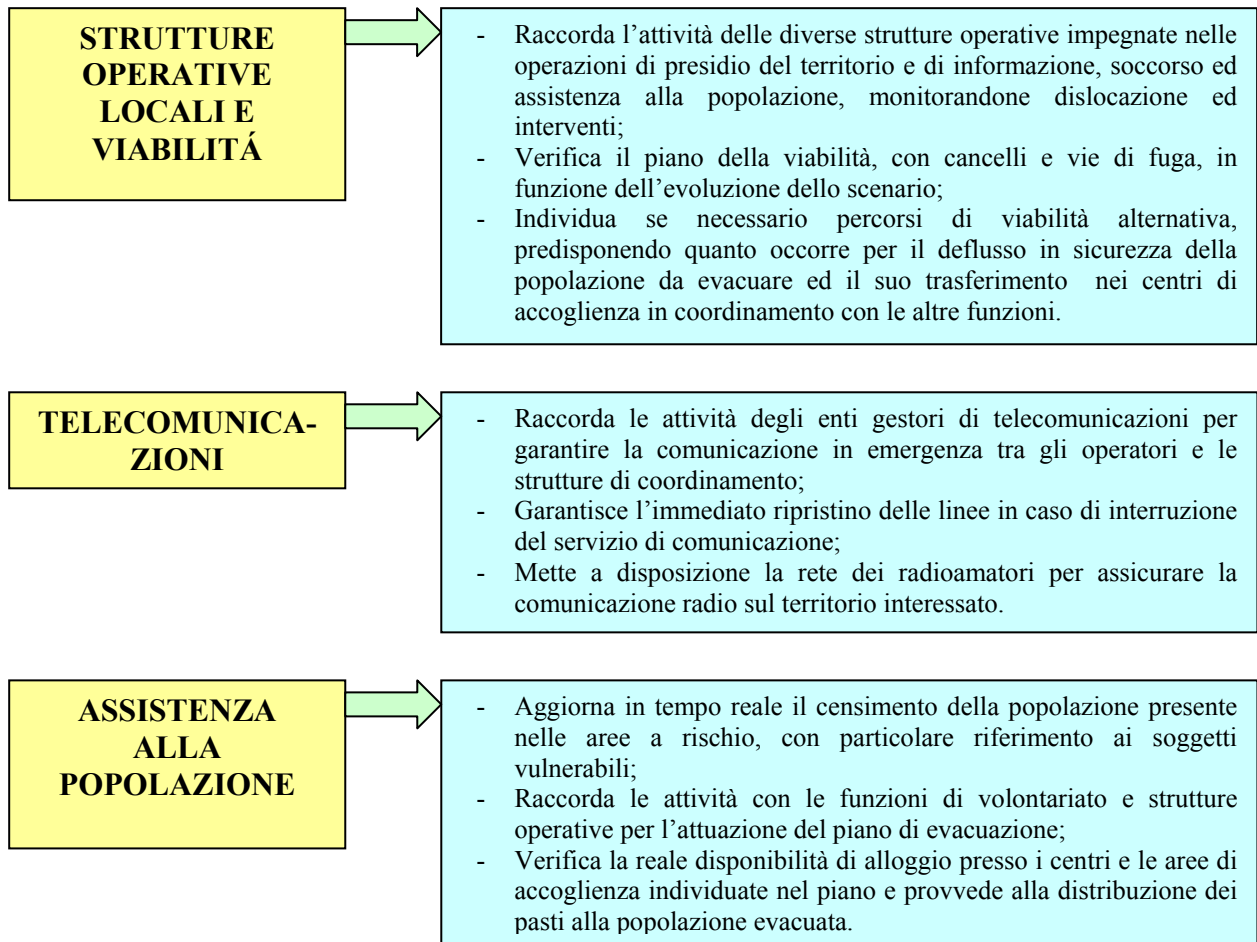 STRUTTURE
OPERATIVE
LOCALI E
VIABILITÁ
- Raccorda l’attività delle diverse strutture operative impegnate nelle
operazioni di presidio del territorio e di informazione, soccorso ed
assistenza alla popolazione, monitorandone dislocazione ed
interventi;
- Verifica il piano della viabilità, con cancelli e vie di fuga, in
funzione dell’evoluzione dello scenario;
- Individua se necessario percorsi di viabilità alternativa,
predisponendo quanto occorre per il deflusso in sicurezza della
popolazione da evacuare ed il suo trasferimento nei centri di
accoglienza in coordinamento con le altre funzioni.
TELECOMUNICA-
ZIONI
- Raccorda le attività degli enti gestori di telecomunicazioni per
garantire la comunicazione in emergenza tra gli operatori e le
strutture di coordinamento;
- Garantisce l’immediato ripristino delle linee in caso di interruzione
del servizio di comunicazione;
- Mette a disposizione la rete dei radioamatori per assicurare la
comunicazione radio sul territorio interessato.
ASSISTENZA
ALLA
POPOLAZIONE
- Aggiorna in tempo reale il censimento della popolazione presente
nelle aree a rischio, con particolare riferimento ai soggetti
vulnerabili;
- Raccorda le attività con le funzioni di volontariato e strutture
operative per l’attuazione del piano di evacuazione;
- Verifica la reale disponibilità di alloggio presso i centri e le aree di
accoglienza individuate nel piano e provvede alla distribuzione dei
pasti alla popolazione evacuata.